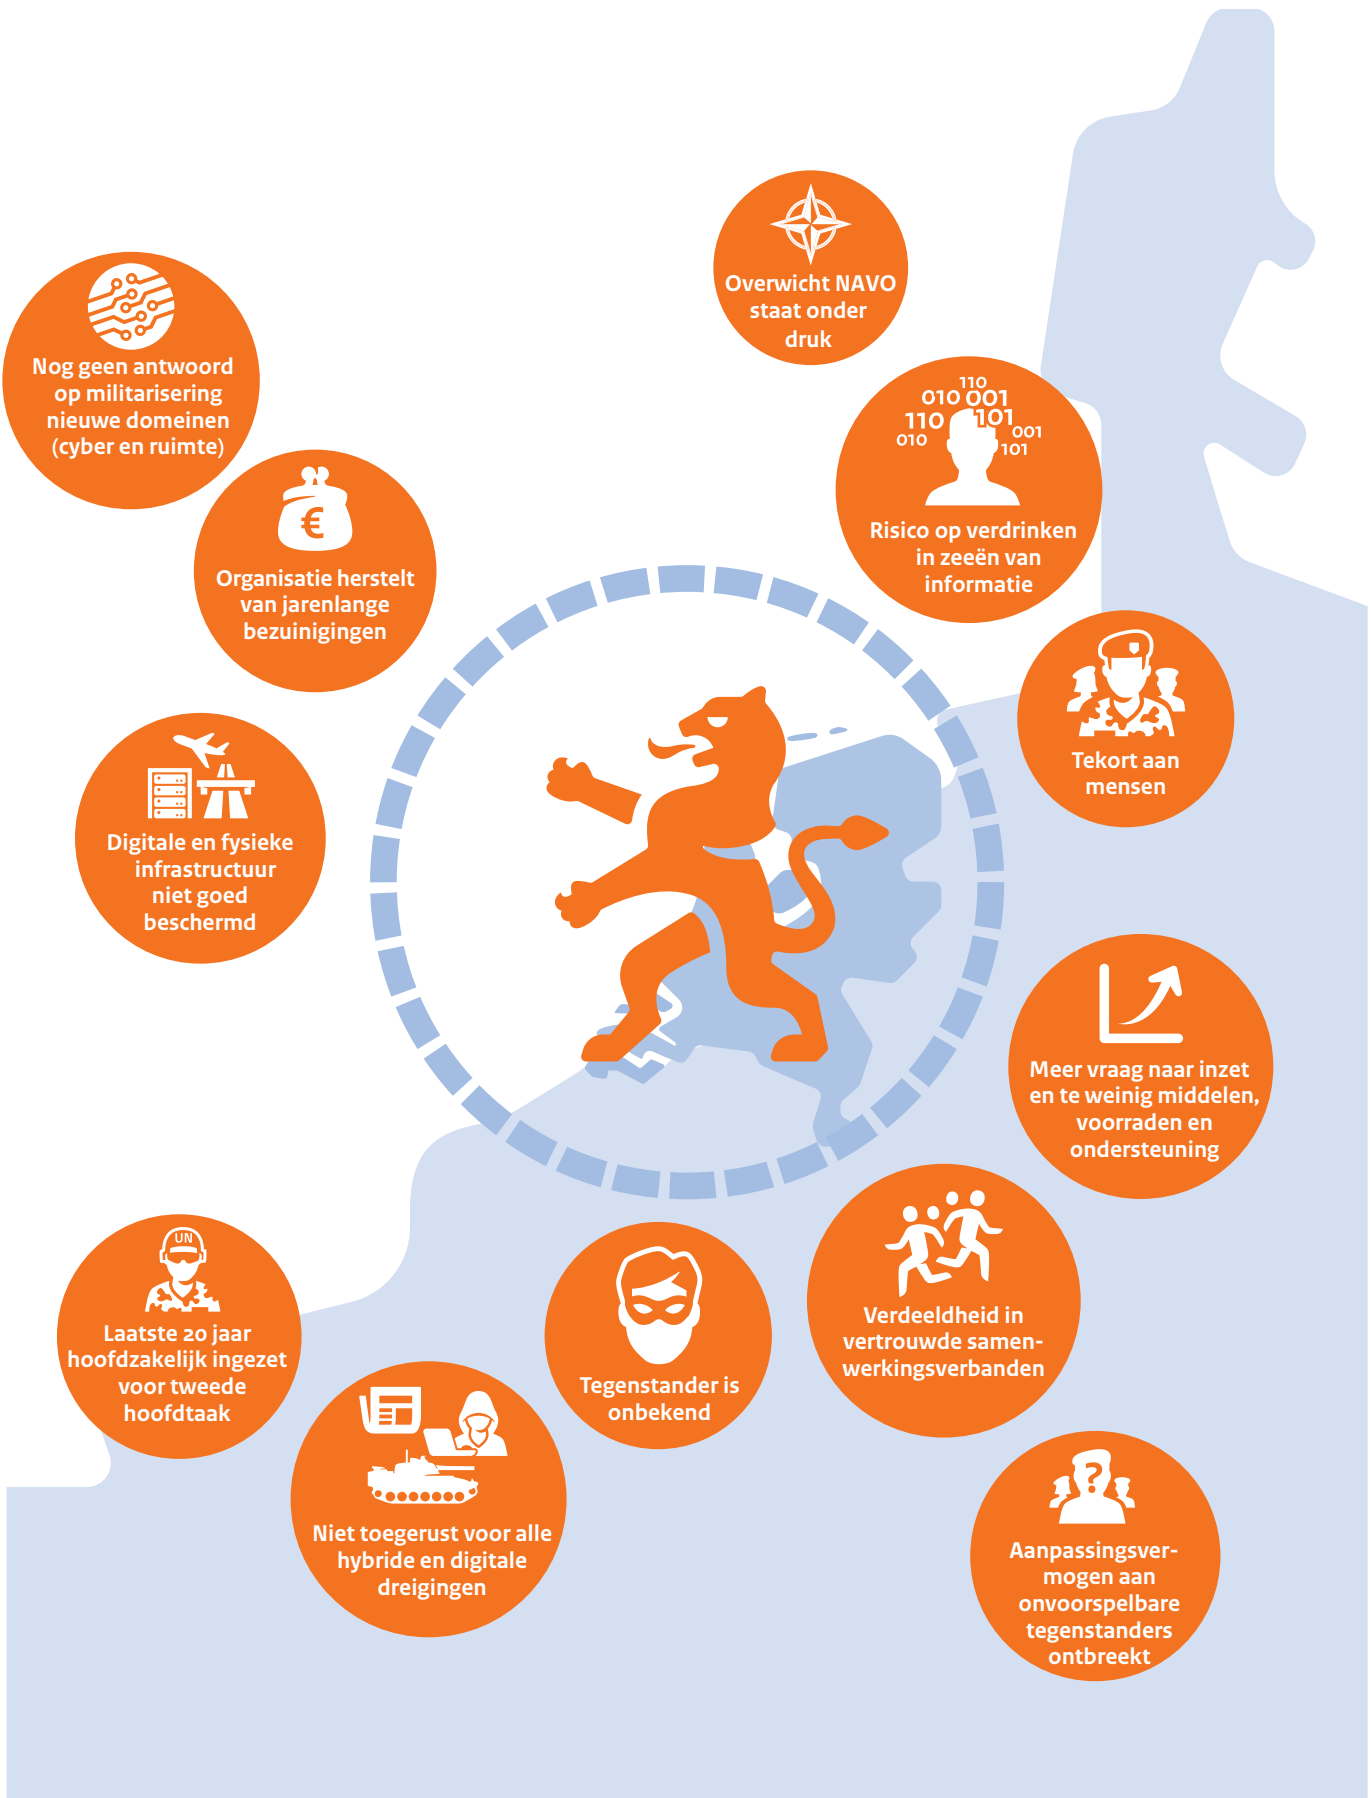 Overwicht NAVO
staat onder
druk
Nog geen antwoord
op militarisering
nieuwe domeinen
(cyber en ruimte)
110
010 001
110 101
010 001
101
Risico op verdrinken
in zeeën van
informatie
€
Organisatie herstelt
van jarenlange
bezuinigingen
Tekort aan
mensen
Digitale en fysieke
infrastructuur
niet goed
beschermd
Meer vraag naar inzet
en te weinig middelen,
voorraden en
ondersteuning
UN
Laatste 20 jaar
hoofdzakelijk ingezet
voor tweede
hoofdtaak
Tegenstander is
onbekend
Verdeeldheid in
vertrouwde samen-
werkingsverbanden
Niet toegerust voor alle
hybride en digitale
dreigingen
?
Aanpassingsver-
mogen aan
onvoorspelbare
tegenstanders
ontbreekt